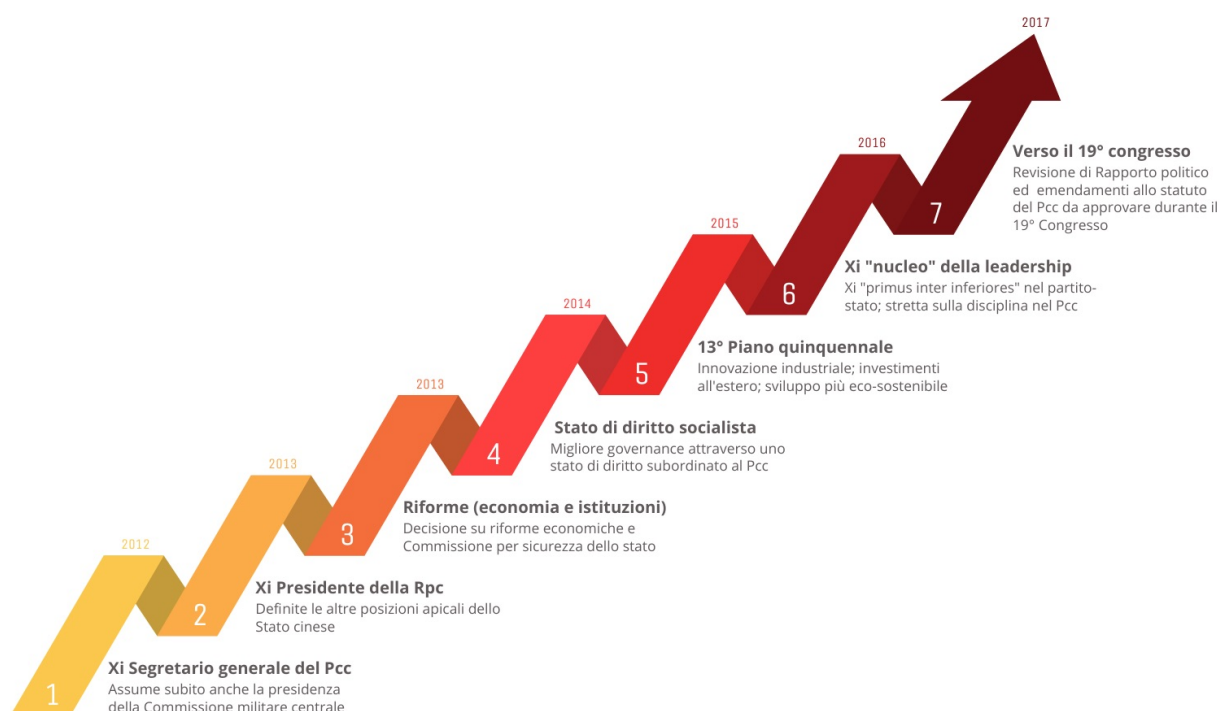 2017
Verso il 19° congresso
Revisione di Rapporto politico
ed emendamenti allo statuto
del Pcc da approvare durante il
19° Congresso
7
2016
Xi "nucleo" della leadership
Xi "primus inter inferiores" nel partito-
stato; stretta sulla disciplina nel Pcc
6
2015
13° Piano quinquennale
Innovazione industriale; investimenti
all'estero; sviluppo più eco-sostenibile
5
2014
Stato di diritto socialista
Migliore governance attraverso uno
stato di diritto subordinato al Pcc
4
2013
Riforme (economia e istituzioni)
Decisione su riforme economiche e
Commissione per sicurezza dello stato
3
2013
Xi Presidente della Rpc
Definite le altre posizioni apicali dello
Stato cinese
2
2012
Xi Segretario generale del Pcc
Assume subito anche la presidenza
della Commissione militare centrale
1